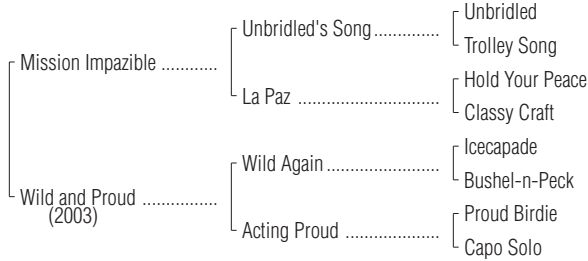 Unbridled
Unbridled's Song
Trolley Song
Mission Impazible
Hold Your Peace
La Paz
Classy Craft
Icecapade
Wild Again
Bushel-n-Peck
Wild and Proud
(2003)
Proud Birdie
Acting Proud
Capo Solo